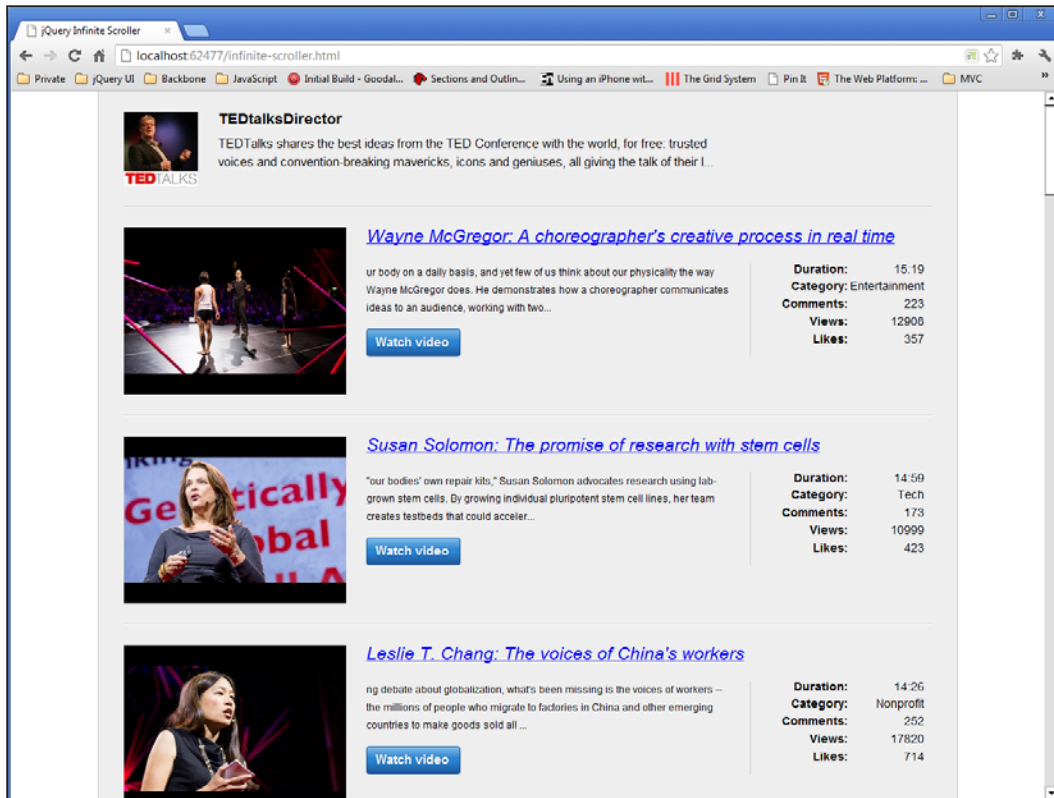 jQuery Infinite Scroller
localhost:62477/infinite-scroller.html
Private jQuery UI Backbone JavaScript Initial Build - Goodal... Sections and Outlin... Using an iPhone wit... The Grid System Pin It The Web Platform: ... MVC »
TEDtalksDirector
TEDTalks shares the best ideas from the TED Conference with the world, for free: trusted
voices and convention-breaking mavericks, icons and geniuses, all giving the talk of their l...
TEDTALKS
Wayne McGregor: A choreographer's creative process in real time
ur body on a daily basis, and yet few of us think about our physicality the way
Wayne McGregor does. He demonstrates how a choreographer communicates
ideas to an audience, working with two...
Watch video
Duration: 15:19
Category: Entertainment
Comments: 223
Views: 12908
Likes: 357
Susan Solomon: The promise of research with stem cells
"our bodies' own repair kits," Susan Solomon advocates research using lab-
grown stem cells. By growing individual pluripotent stem cell lines, her team
creates testbeds that could acceler...
Watch video
Duration: 14:59
Category: Tech
Comments: 173
Views: 10999
Likes: 423
Leslie T. Chang: The voices of China's workers
ng debate about globalization, what's been missing is the voices of workers --
the millions of people who migrate to factories in China and other emerging
countries to make goods sold all ...
Watch video
Duration: 14:26
Category: Nonprofit
Comments: 252
Views: 17820
Likes: 714